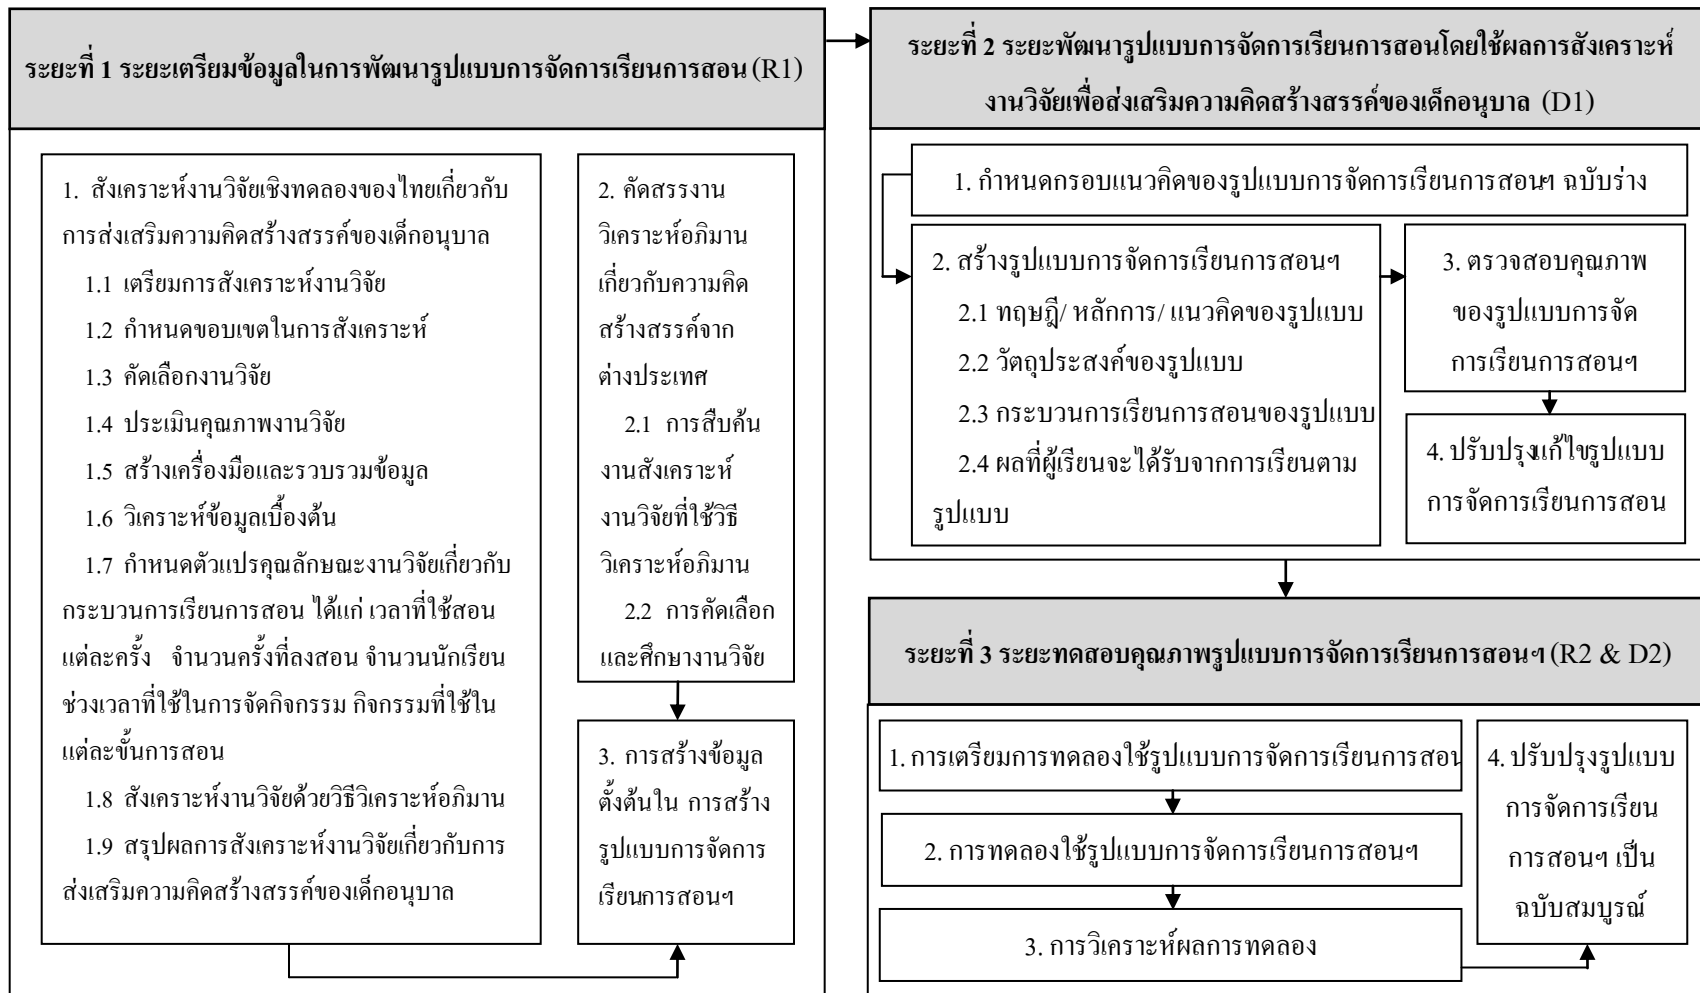 ระยะที่ 1 ระยะเตรียมข้อมูลในการพัฒนารูปแบบการจัดการเรียนการสอน (R1)
1. สังเคราะห์งานวิจัยเชิงทดลองของไทยเกี่ยวกับ
การส่งเสริมความคิดสร้างสรรค์ของเด็กอนุบาล
1.1 เตรียมการสังเคราะห์งานวิจัย
1.2 กำหนดขอบเขตในการสังเคราะห์
1.3 คัดเลือกงานวิจัย
1.4 ประเมินคุณภาพงานวิจัย
1.5 สร้างเครื่องมือและรวบรวมข้อมูล
1.6 วิเคราะห์ข้อมูลเบื้องต้น
1.7 กำหนดตัวแปรคุณลักษณะงานวิจัยเกี่ยวกับ
กระบวนการเรียนการสอน ได้แก่ เวลาที่ใช้สอน
แต่ละครั้ง จำนวนครั้งที่ลงสอน จำนวนนักเรียน
ช่วงเวลาที่ใช้ในการจัดกิจกรรม กิจกรรมที่ใช้ใน
แต่ละขั้นการสอน
1.8 สังเคราะห์งานวิจัยด้วยวิธีวิเคราะห์อภิมาน
1.9 สรุปผลการสังเคราะห์งานวิจัยเกี่ยวกับการ
ส่งเสริมความคิดสร้างสรรค์ของเด็กอนุบาล
2. คัดสรรงาน
วิเคราะห์อภิมาน
เกี่ยวกับความคิด
สร้างสรรค์จาก
ต่างประเทศ
2.1 การสืบค้น
งานสังเคราะห์
งานวิจัยที่ใช้วิธี
วิเคราะห์อภิมาน
2.2 การคัดเลือก
และศึกษางานวิจัย
3. การสร้างข้อมูล
ตั้งต้นใน การสร้าง
รูปแบบการจัดการ
เรียนการสอนฯ
ระยะที่ 2 ระยะพัฒนารูปแบบการจัดการเรียนการสอนโดยใช้ผลการสังเคราะห์
งานวิจัยเพื่อส่งเสริมความคิดสร้างสรรค์ของเด็กอนุบาล (D1)
1. กำหนดกรอบแนวคิดของรูปแบบการจัดการเรียนการสอนฯ ฉบับร่าง
2. สร้างรูปแบบการจัดการเรียนการสอนฯ
2.1 ทฤษฎี/ หลักการ/ แนวคิดของรูปแบบ
2.2 วัตถุประสงค์ของรูปแบบ
2.3 กระบวนการเรียนการสอนของรูปแบบ
2.4 ผลที่ผู้เรียนจะได้รับจากการเรียนตาม
รูปแบบ
3. ตรวจสอบคุณภาพ
ของรูปแบบการจัด
การเรียนการสอนฯ
4. ปรับปรุงแก้ไขรูปแบบ
การจัดการเรียนการสอน
ระยะที่ 3 ระยะทดสอบคุณภาพรูปแบบการจัดการเรียนการสอนฯ (R2 & D2)
1. การเตรียมการทดลองใช้รูปแบบการจัดการเรียนการสอน
2. การทดลองใช้รูปแบบการจัดการเรียนการสอนฯ
3. การวิเคราะห์ผลการทดลอง
4. ปรับปรุงรูปแบบ
การจัดการเรียน
การสอนฯ เป็น
ฉบับสมบูรณ์